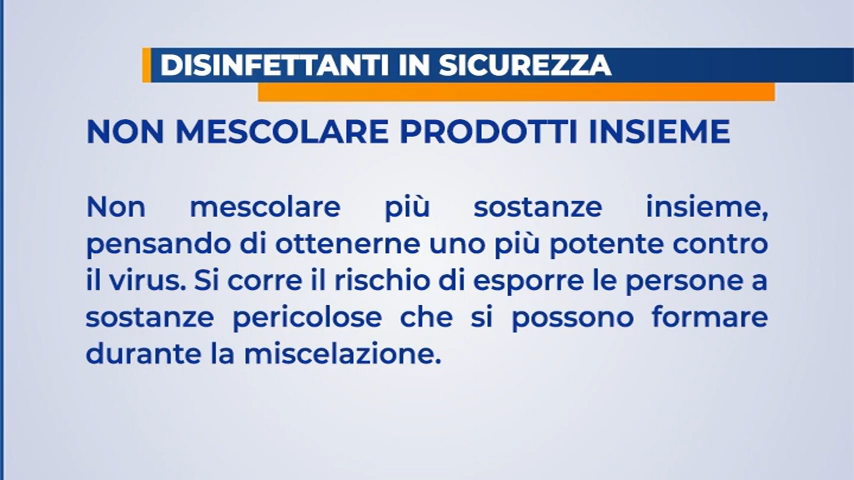 DISINFETTANTI IN SICUREZZA
NON MESCOLARE PRODOTTI INSIEME
Non mescolare più sostanze insieme,
pensando di ottenerne uno più potente contro
il virus. Si corre il rischio di esporre le persone a
sostanze pericolose che si possono formare
durante la miscelazione.